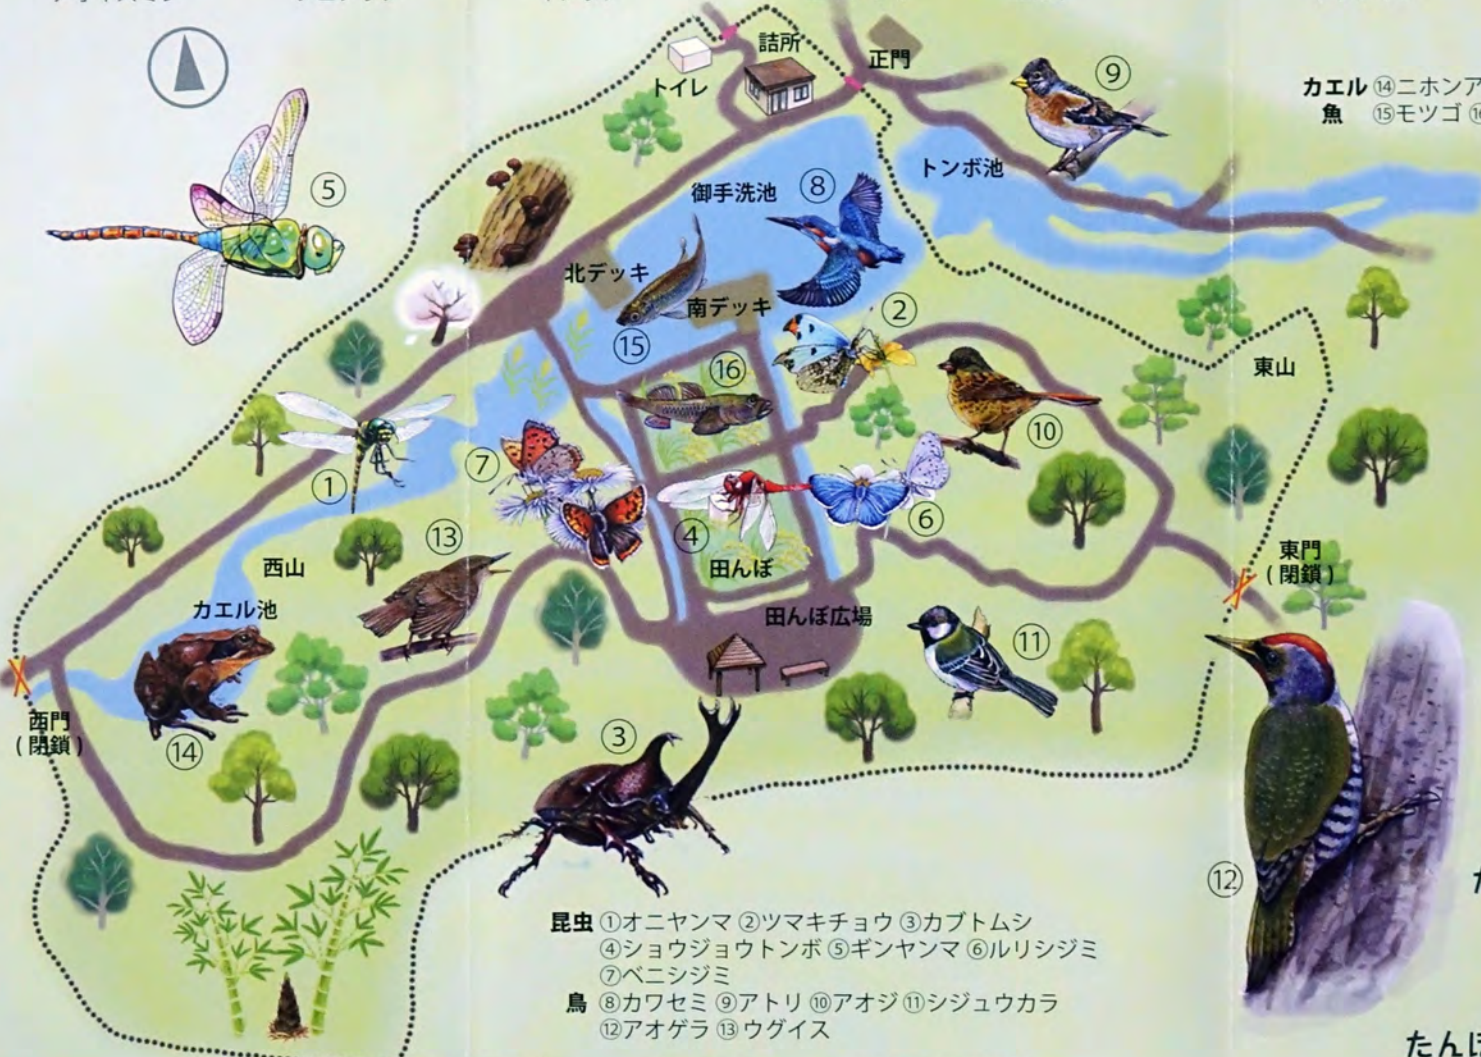 詰所
正門
トイレ
⑨
カエル ⑭ニホンア
魚 ⑮モツゴ ⑯
トンボ池
御手洗池
⑧
⑤
北デッキ
南デッキ
②
⑮
⑯
東山
⑩
⑦
①
④
⑥
⑬
西山
田んぼ
東門
(閉鎖)
カエル池
田んぼ広場
⑪
西門
(閉鎖)
⑭
③
⑫
昆虫 ①オニヤンマ ②ツマキチョウ ③カブトムシ
④ショウジョウトンボ ⑤ギンヤンマ ⑥ルリシジミ
⑦ベニシジミ
鳥 ⑧カワセミ ⑨アトリ ⑩アオジ ⑪シジュウカラ
⑫アオゲラ ⑬ウグイス
たんぼ